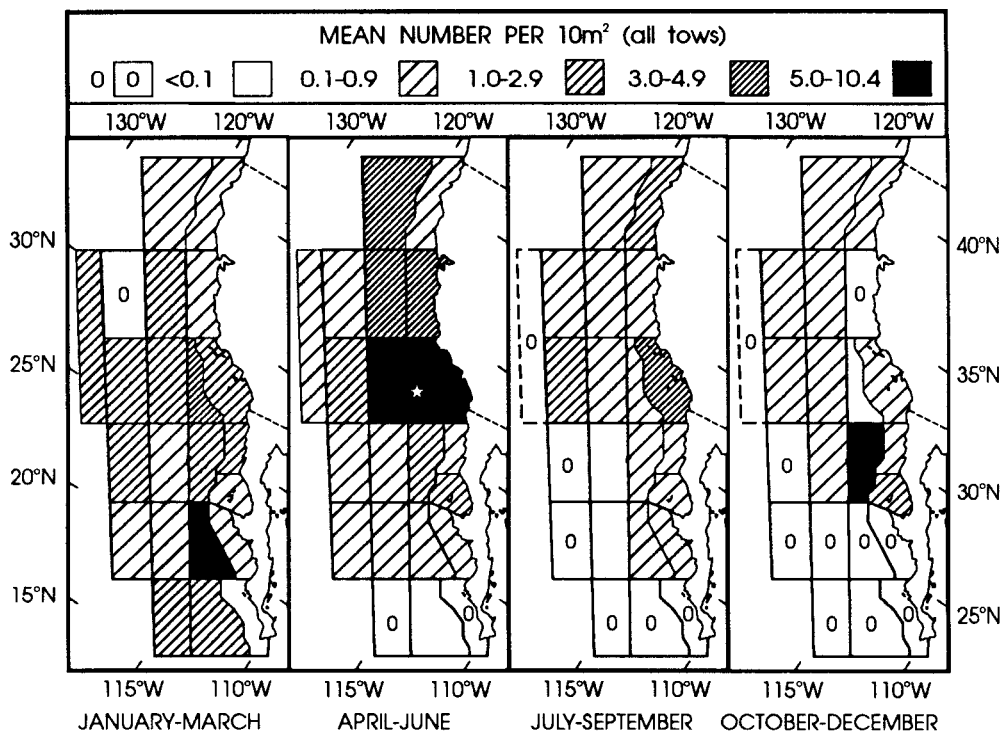 MEAN NUMBER PER 10m² (all tows)
0 0 <0.1 0.1-0.9 1.0-2.9 3.0-4.9 5.0-10.4
130°W 120°W 130°W 120°W 130°W 120°W 130°W 120°W
30°N 40°N
0 0 0 0
25°N 35°N
20°N 0 0 30°N
0 0 0 0 0
15°N 25°N
0 0 0 0 0 0 0 0
115°W 110°W 115°W 110°W 115°W 110°W 115°W 110°W
JANUARY-MARCH APRIL-JUNE JULY-SEPTEMBER OCTOBER-DECEMBER